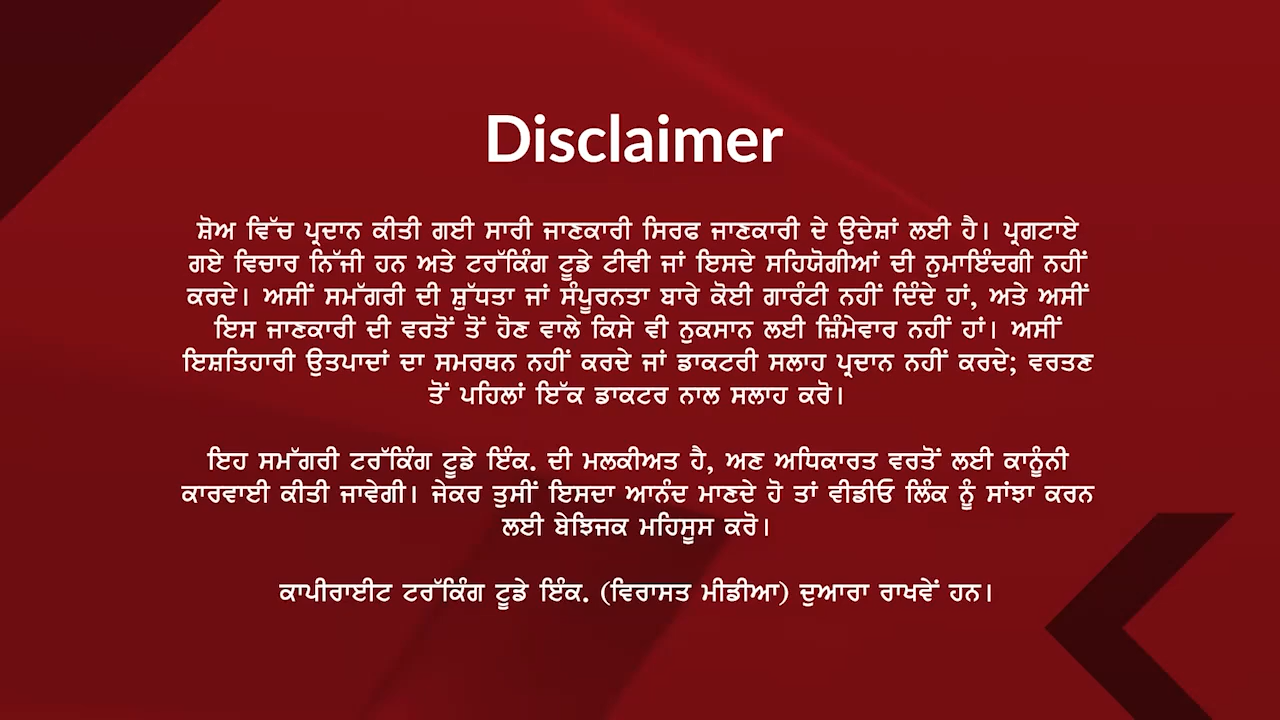 Disclaimer
ਸ਼ੋਅ ਵਿੱਚ ਪ੍ਰਦਾਨ ਕੀਤੀ ਗਈ ਸਾਰੀ ਜਾਣਕਾਰੀ ਸਿਰਫ ਜਾਣਕਾਰੀ ਦੇ ਉਦੇਸ਼ਾਂ ਲਈ ਹੈ। ਪ੍ਰਗਟਾਏ
ਗਏ ਵਿਚਾਰ ਨਿੱਜੀ ਹਨ ਅਤੇ ਟਰੱਕਿੰਗ ਟੂਡੇ ਟੀਵੀ ਜਾਂ ਇਸਦੇ ਸਹਿਯੋਗੀਆਂ ਦੀ ਨੁਮਾਇੰਦਗੀ ਨਹੀਂ
ਕਰਦੇ। ਅਸੀਂ ਸਮੱਗਰੀ ਦੀ ਸ਼ੁੱਧਤਾ ਜਾਂ ਸੰਪੂਰਨਤਾ ਬਾਰੇ ਕੋਈ ਗਾਰੰਟੀ ਨਹੀਂ ਦਿੰਦੇ ਹਾਂ, ਅਤੇ ਅਸੀਂ
ਇਸ ਜਾਣਕਾਰੀ ਦੀ ਵਰਤੋਂ ਤੋਂ ਹੋਣ ਵਾਲੇ ਕਿਸੇ ਵੀ ਨੁਕਸਾਨ ਲਈ ਜ਼ਿੰਮੇਵਾਰ ਨਹੀਂ ਹਾਂ। ਅਸੀਂ
ਇਸ਼ਤਿਹਾਰੀ ਉਤਪਾਦਾਂ ਦਾ ਸਮਰਥਨ ਨਹੀਂ ਕਰਦੇ ਜਾਂ ਡਾਕਟਰੀ ਸਲਾਹ ਪ੍ਰਦਾਨ ਨਹੀਂ ਕਰਦੇ; ਵਰਤਣ
ਤੋਂ ਪਹਿਲਾਂ ਇੱਕ ਡਾਕਟਰ ਨਾਲ ਸਲਾਹ ਕਰੋ।
ਇਹ ਸਮੱਗਰੀ ਟਰੱਕਿੰਗ ਟੂਡੇ ਇੰਕ. ਦੀ ਮਲਕੀਅਤ ਹੈ, ਅਣ ਅਧਿਕਾਰਤ ਵਰਤੋਂ ਲਈ ਕਾਨੂੰਨੀ
ਕਾਰਵਾਈ ਕੀਤੀ ਜਾਵੇਗੀ। ਜੇਕਰ ਤੁਸੀਂ ਇਸਦਾ ਆਨੰਦ ਮਾਣਦੇ ਹੋ ਤਾਂ ਵੀਡੀਓ ਲਿੰਕ ਨੂੰ ਸਾਂਝਾ ਕਰਨ
ਲਈ ਬੇਝਿਜਕ ਮਹਿਸੂਸ ਕਰੋ।
ਕਾਪੀਰਾਈਟ ਟਰੱਕਿੰਗ ਟੂਡੇ ਇੰਕ. (ਵਿਰਾਸਤ ਮੀਡੀਆ) ਦੁਆਰਾ ਰਾਖਵੇਂ ਹਨ।